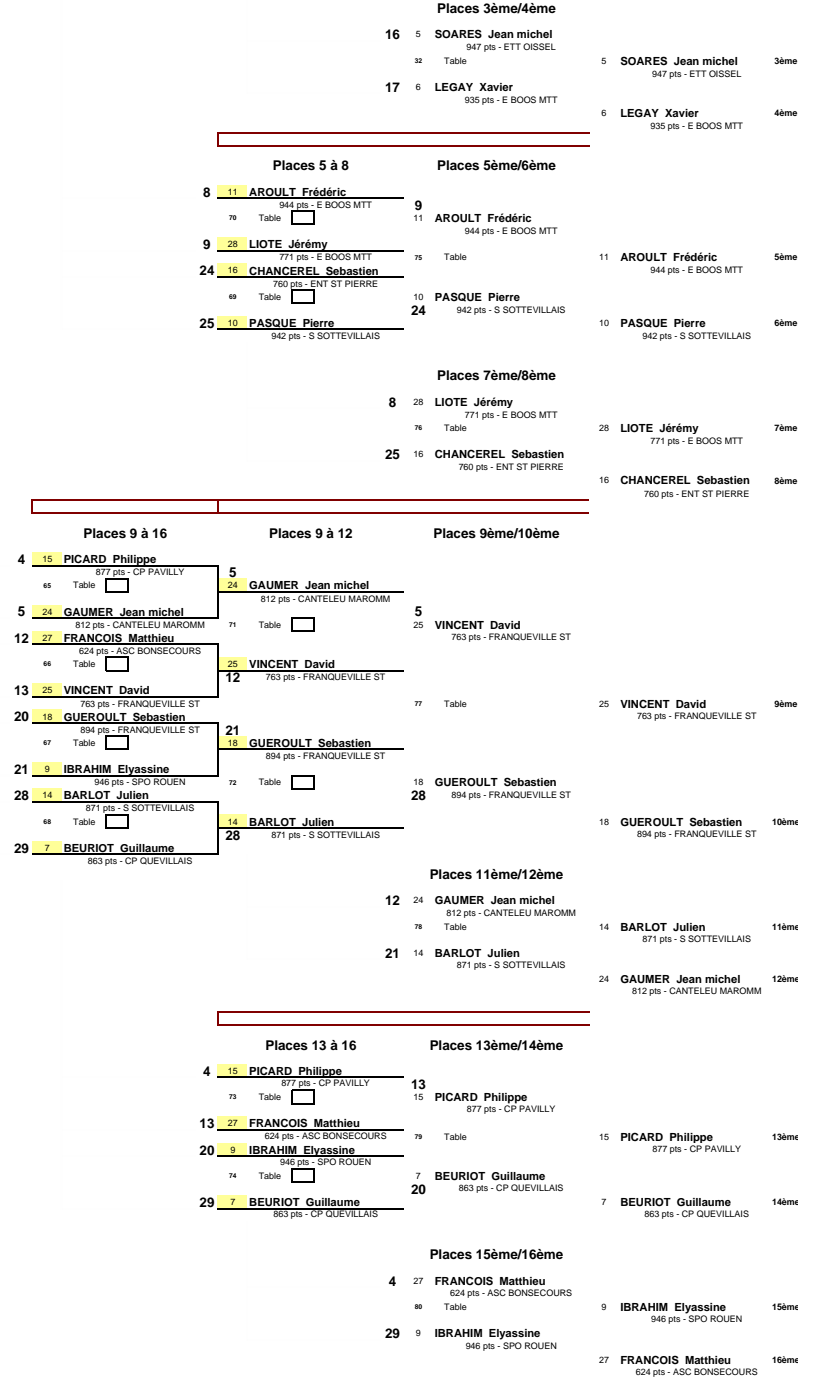 Places 3ème/4ème
16 5 SOARES Jean michel
947 pts - ETT OISSEL
32 Table 5 SOARES Jean michel 3ème
947 pts - ETT OISSEL
17 6 LEGAY Xavier
935 pts - E BOOS MTT
6 LEGAY Xavier 4ème
935 pts - E BOOS MTT
Places 5 à 8 Places 5ème/6ème
8 11 AROULT Frédéric
944 pts - E BOOS MTT 9
70 Table 11 AROULT Frédéric
944 pts - E BOOS MTT
9 28 LIOTE Jérémy
771 pts - E BOOS MTT 75 Table 11 AROULT Frédéric 5ème
24 16 CHANCEREL Sebastien 944 pts - E BOOS MTT
760 pts - ENT ST PIERRE
69 Table 10 PASQUE Pierre
24 942 pts - S SOTTEVILLAIS
25 10 PASQUE Pierre 10 PASQUE Pierre 6ème
942 pts - S SOTTEVILLAIS 942 pts - S SOTTEVILLAIS
Places 7ème/8ème
8 28 LIOTE Jérémy
771 pts - E BOOS MTT
76 Table 28 LIOTE Jérémy 7ème
771 pts - E BOOS MTT
25 16 CHANCEREL Sebastien
760 pts - ENT ST PIERRE
16 CHANCEREL Sebastien 8ème
760 pts - ENT ST PIERRE
Places 9 à 16 Places 9 à 12 Places 9ème/10ème
4 15 PICARD Philippe
877 pts - CP PAVILLY 5
65 Table 24 GAUMER Jean michel
812 pts - CANTELEU MAROMM
5 24 GAUMER Jean michel 5
812 pts - CANTELEU MAROMM 71 Table 25 VINCENT David
12 27 FRANCOIS Matthieu 763 pts - FRANQUEVILLE ST
624 pts - ASC BONSECOURS
66 Table 25 VINCENT David
12 763 pts - FRANQUEVILLE ST
13 25 VINCENT David
763 pts - FRANQUEVILLE ST 77 Table 25 VINCENT David 9ème
20 18 GUEROULT Sebastien 763 pts - FRANQUEVILLE ST
894 pts - FRANQUEVILLE ST 21
67 Table 18 GUEROULT Sebastien
894 pts - FRANQUEVILLE ST
21 9 IBRAHIM Elyassine
946 pts - SPO ROUEN 72 Table 18 GUEROULT Sebastien
28 14 BARLOT Julien 28 894 pts - FRANQUEVILLE ST
871 pts - S SOTTEVILLAIS
68 Table 14 BARLOT Julien 18 GUEROULT Sebastien 10ème
28 871 pts - S SOTTEVILLAIS 894 pts - FRANQUEVILLE ST
29 7 BEURIOT Guillaume
863 pts - CP QUEVILLAIS
Places 11ème/12ème
12 24 GAUMER Jean michel
812 pts - CANTELEU MAROMM
78 Table 14 BARLOT Julien 11ème
871 pts - S SOTTEVILLAIS
21 14 BARLOT Julien
871 pts - S SOTTEVILLAIS
24 GAUMER Jean michel 12ème
812 pts - CANTELEU MAROMM
Places 13 à 16 Places 13ème/14ème
4 15 PICARD Philippe
877 pts - CP PAVILLY 13
73 Table 15 PICARD Philippe
877 pts - CP PAVILLY
13 27 FRANCOIS Matthieu
624 pts - ASC BONSECOURS 79 Table 15 PICARD Philippe 13ème
20 9 IBRAHIM Elyassine 877 pts - CP PAVILLY
946 pts - SPO ROUEN
74 Table 7 BEURIOT Guillaume
20 863 pts - CP QUEVILLAIS
29 7 BEURIOT Guillaume 7 BEURIOT Guillaume 14ème
863 pts - CP QUEVILLAIS 863 pts - CP QUEVILLAIS
Places 15ème/16ème
4 27 FRANCOIS Matthieu
624 pts - ASC BONSECOURS
80 Table 9 IBRAHIM Elyassine 15ème
946 pts - SPO ROUEN
29 9 IBRAHIM Elyassine
946 pts - SPO ROUEN
27 FRANCOIS Matthieu 16ème
624 pts - ASC BONSECOURS